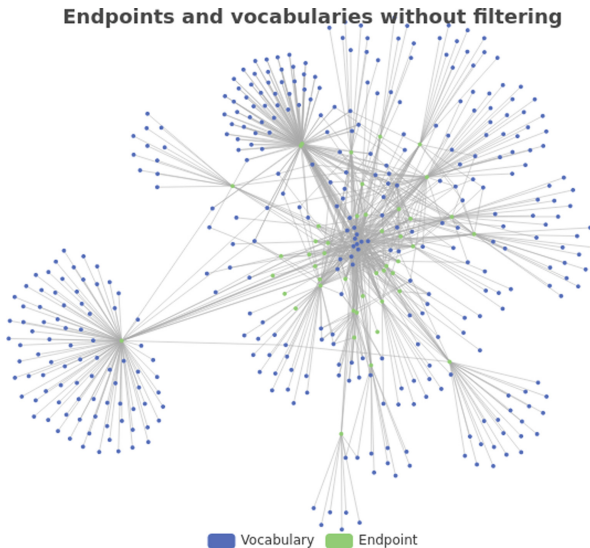 Endpoints and vocabularies without filtering
Vocabulary Endpoint